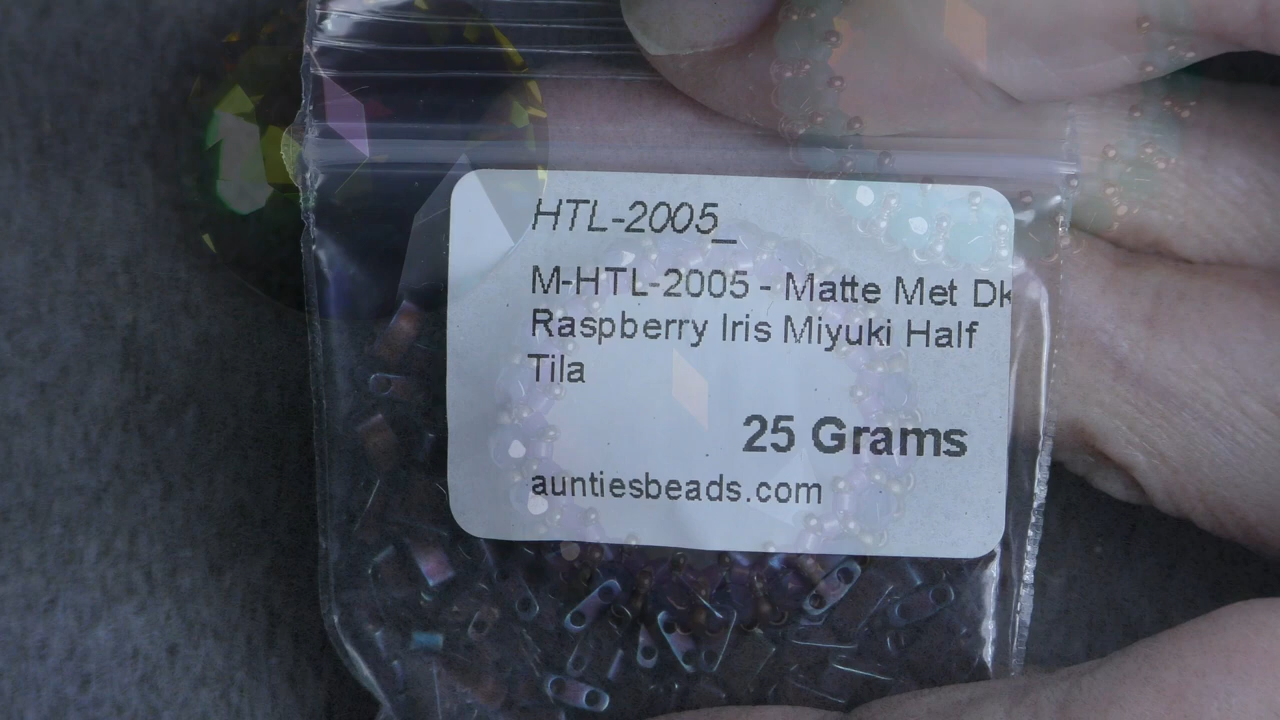 HTL-2005_
M-HTL-2005 - Matte Met Dk
Raspberry Iris Miyuki Half
Tila
25 Grams
auntiesbeads.com